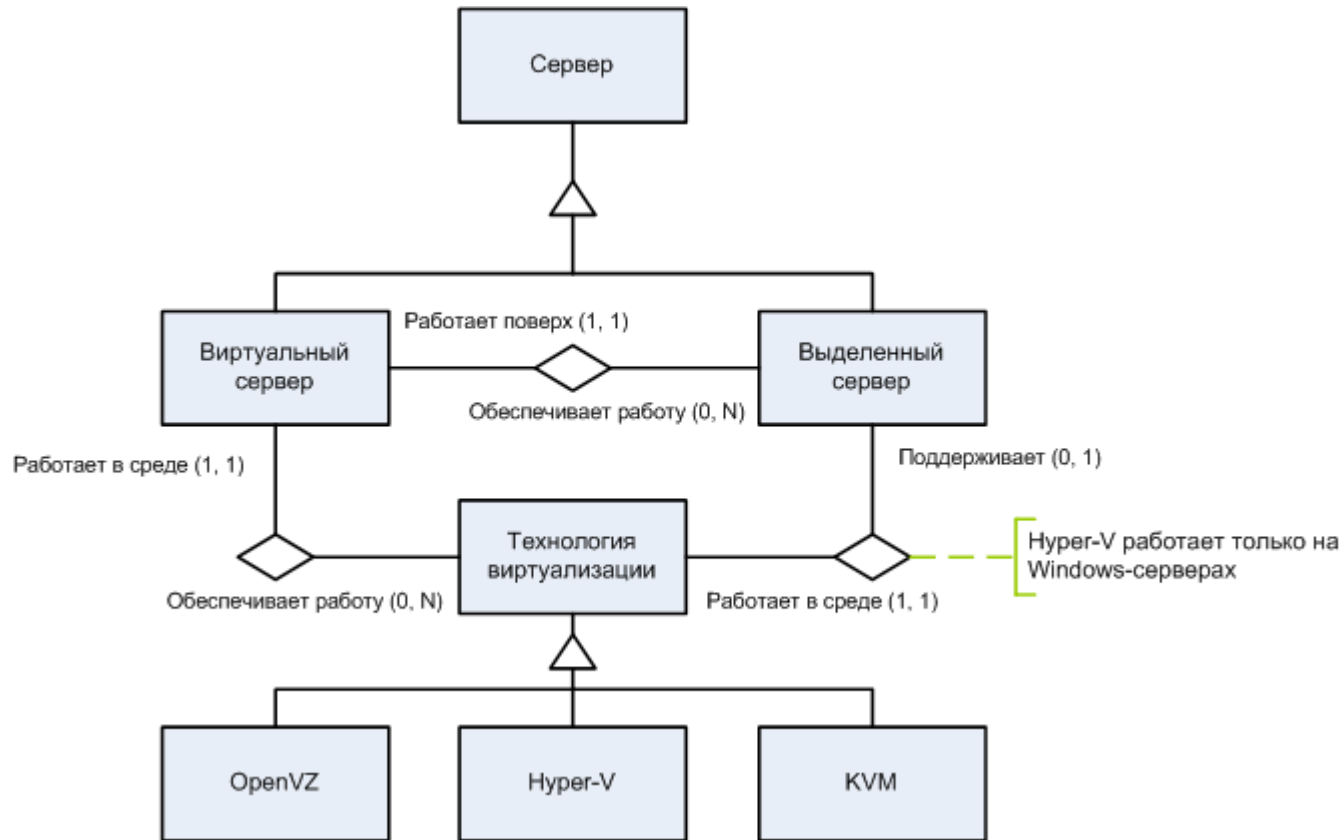 Сервер
Работает поверх (1, 1)
Виртуальный
сервер
Выделенный
сервер
Обеспечивает работу (0, N)
Работает в среде (1, 1)
Поддерживает (0, 1)
Технология
виртуализации
Hyper-V работает только на
Windows-серверах
Обеспечивает работу (0, N)
Работает в среде (1, 1)
OpenVZ
Hyper-V
KVM